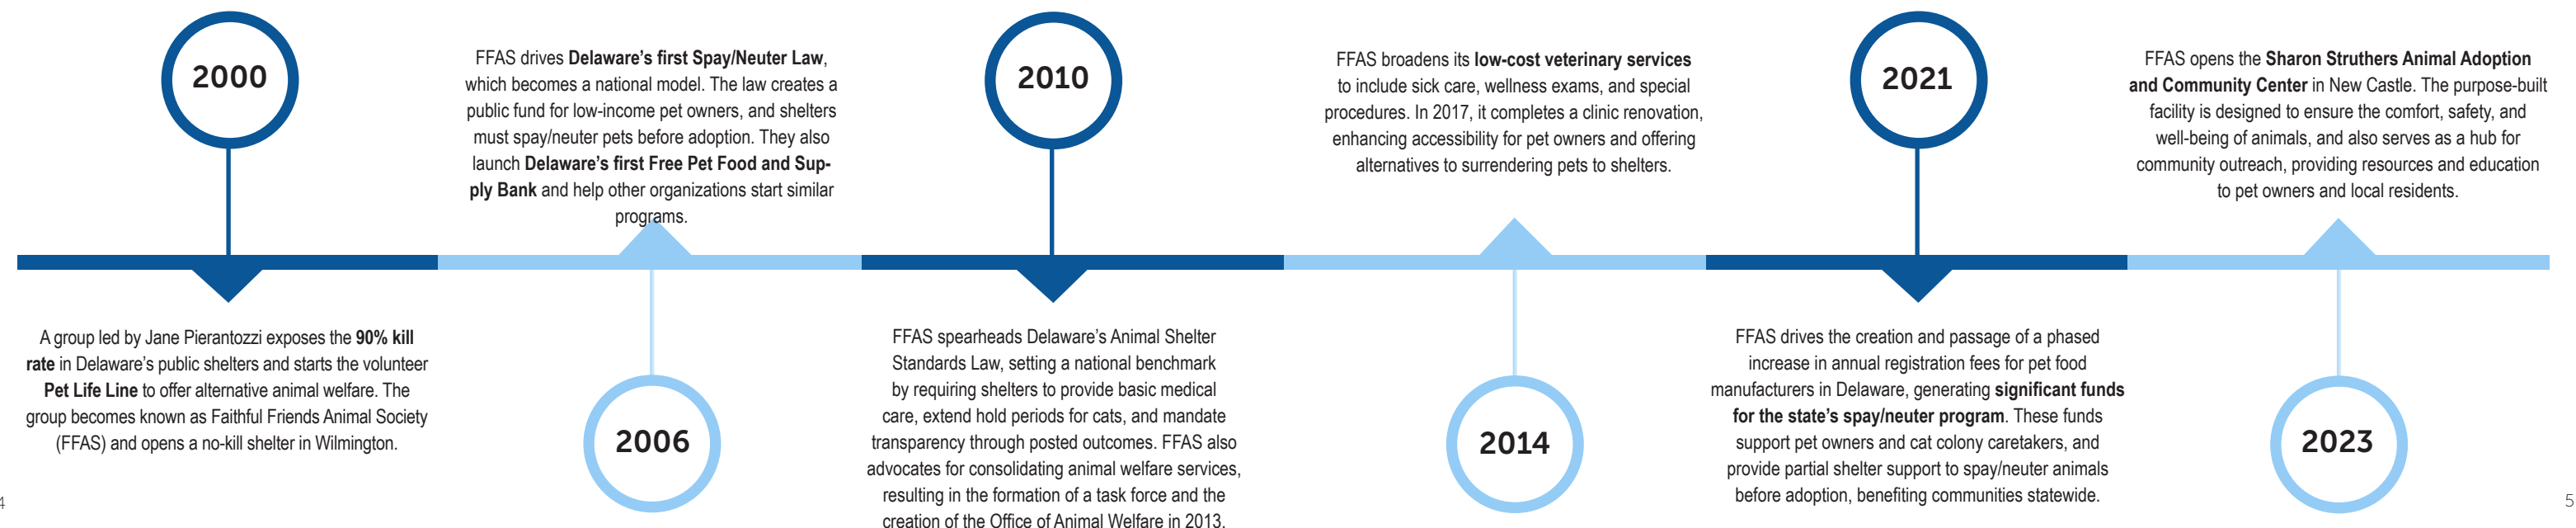 2000
A group led by Jane Pierantozzi exposes the 90% kill
rate in Delaware's public shelters and starts the volunteer
Pet Life Line to offer alternative animal welfare. The
group becomes known as Faithful Friends Animal Society
(FFAS) and opens a no-kill shelter in Wilmington.
FFAS drives Delaware's first Spay/Neuter Law,
which becomes a national model. The law creates a
public fund for low-income pet owners, and shelters
must spay/neuter pets before adoption. They also
launch Delaware's first Free Pet Food and Sup-
ply Bank and help other organizations start similar
programs.
2006
2010
FFAS spearheads Delaware's Animal Shelter
Standards Law, setting a national benchmark
by requiring shelters to provide basic medical
care, extend hold periods for cats, and mandate
transparency through posted outcomes. FFAS also
advocates for consolidating animal welfare services,
resulting in the formation of a task force and the
creation of the Office of Animal Welfare in 2013.
FFAS broadens its low-cost veterinary services
to include sick care, wellness exams, and special
procedures. In 2017, it completes a clinic renovation,
enhancing accessibility for pet owners and offering
alternatives to surrendering pets to shelters.
2014
2021
FFAS drives the creation and passage of a phased
increase in annual registration fees for pet food
manufacturers in Delaware, generating significant funds
for the state's spay/neuter program. These funds
support pet owners and cat colony caretakers, and
provide partial shelter support to spay/neuter animals
before adoption, benefiting communities statewide.
FFAS opens the Sharon Struthers Animal Adoption
and Community Center in New Castle. The purpose-built
facility is designed to ensure the comfort, safety, and
well-being of animals, and also serves as a hub for
community outreach, providing resources and education
to pet owners and local residents.
2023
4
5